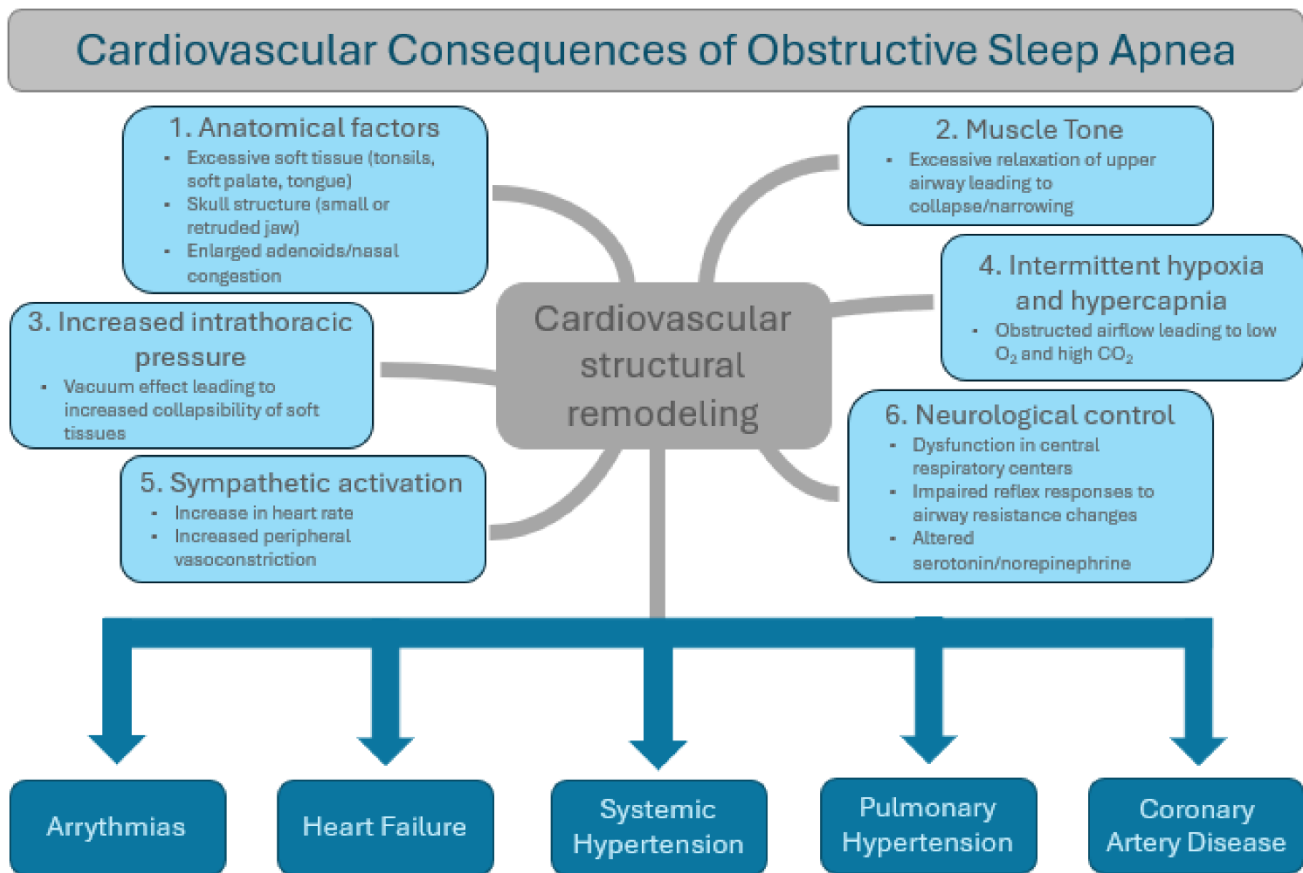 Cardiovascular Consequences of Obstructive Sleep Apnea
1. Anatomical factors
▪ Excessive soft tissue (tonsils,
soft palate, tongue)
▪ Skull structure (small or
retruded jaw)
▪ Enlarged adenoids/nasal
congestion
2. Muscle Tone
▪ Excessive relaxation of upper
airway leading to
collapse/narrowing
3. Increased intrathoracic
pressure
▪ Vacuum effect leading to
increased collapsibility of soft
tissues
4. Intermittent hypoxia
and hypercapnia
▪ Obstructed airflow leading to low
O₂ and high CO₂
Cardiovascular
structural
remodeling
5. Sympathetic activation
▪ Increase in heart rate
▪ Increased peripheral
vasoconstriction
6. Neurological control
▪ Dysfunction in central
respiratory centers
▪ Impaired reflex responses to
airway resistance changes
▪ Altered
serotonin/norepinephrine
Arrythmias
Heart Failure
Systemic
Hypertension
Pulmonary
Hypertension
Coronary
Artery Disease